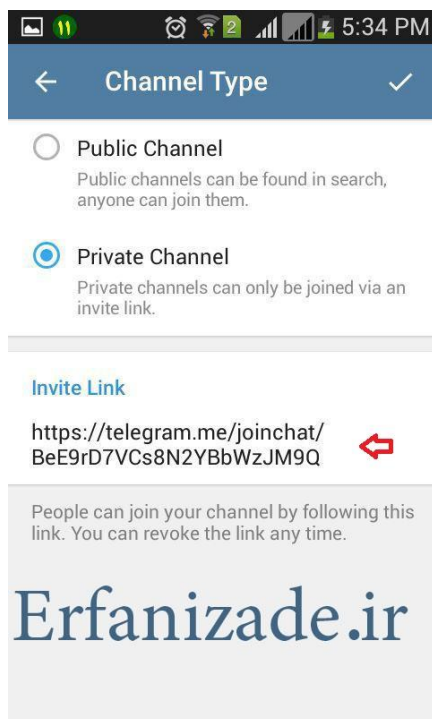 ۱۱ 2 5:34 PM
Channel Type
Public Channel
Public channels can be found in search,
anyone can join them.
Private Channel
Private channels can only be joined via an
invite link.
Invite Link
https://telegram.me/joinchat/
BeE9rD7VCs8N2YBbWzJM9Q
People can join your channel by following this
link. You can revoke the link any time.
Erfanizade.ir